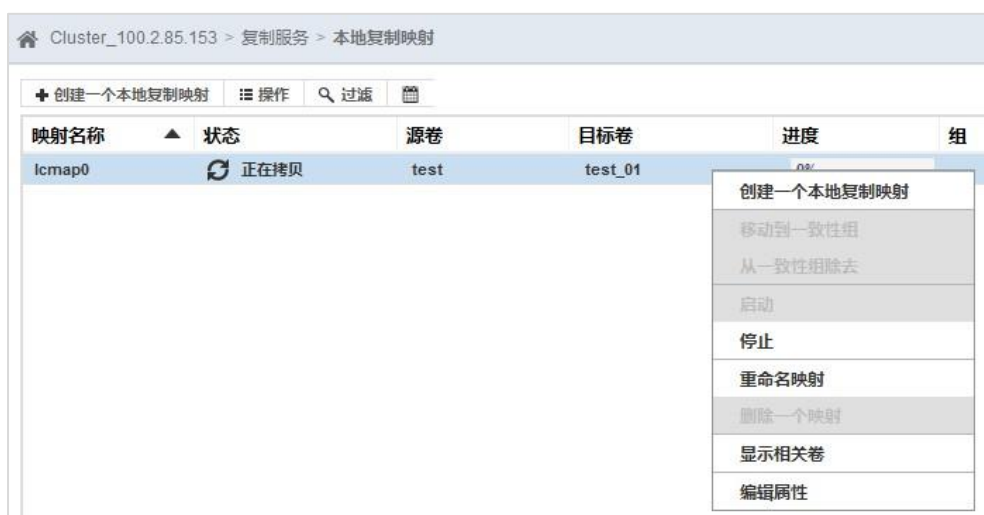 Cluster_100.2.85.153 > 复制服务 > 本地复制映射
创建一个本地复制映射 操作 过滤
映射名称 状态 源卷 目标卷 进度 组
lcmap0 正在拷贝 test test_01 0%
创建一个本地复制映射
移动到一致性组
从一致性组除去
启动
停止
重命名映射
删除一个映射
显示相关卷
编辑属性